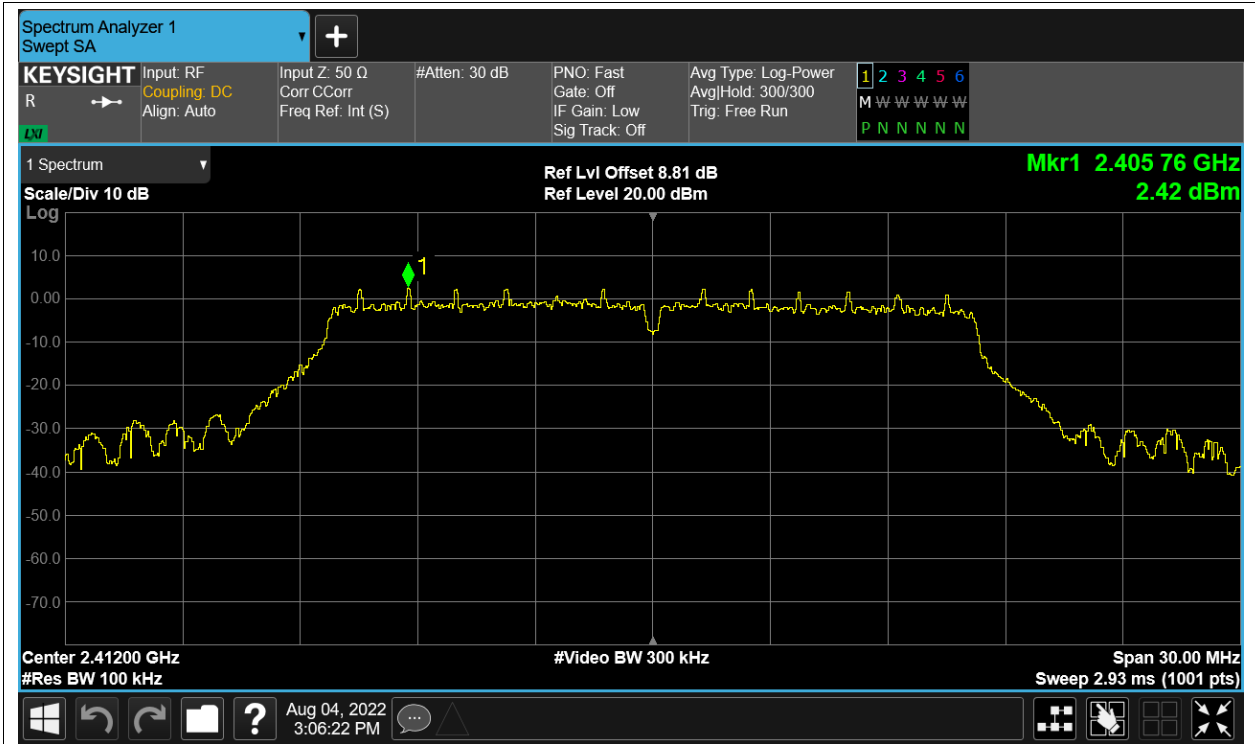 Spectrum Analyzer 1
Swept SA
+
KEYSIGHT
R
LXI
Input: RF
Coupling: DC
Align: Auto
Input Z: 50 Ω
Corr CCorr
Freq Ref: Int (S)
#Atten: 30 dB
PNO: Fast
Gate: Off
IF Gain: Low
Sig Track: Off
Avg Type: Log-Power
Avg|Hold: 300/300
Trig: Free Run
1 2 3 4 5 6
M W W W W W
P N N N N N
1 Spectrum
Scale/Div 10 dB
Ref Lvl Offset 8.81 dB
Ref Level 20.00 dBm
Mkr1 2.405 76 GHz
2.42 dBm
Log
10.0
0.00
-10.0
-20.0
-30.0
-40.0
-50.0
-60.0
-70.0
1
Center 2.41200 GHz
#Res BW 100 kHz
#Video BW 300 kHz
Span 30.00 MHz
Sweep 2.93 ms (1001 pts)
?
Aug 04, 2022
3:06:22 PM